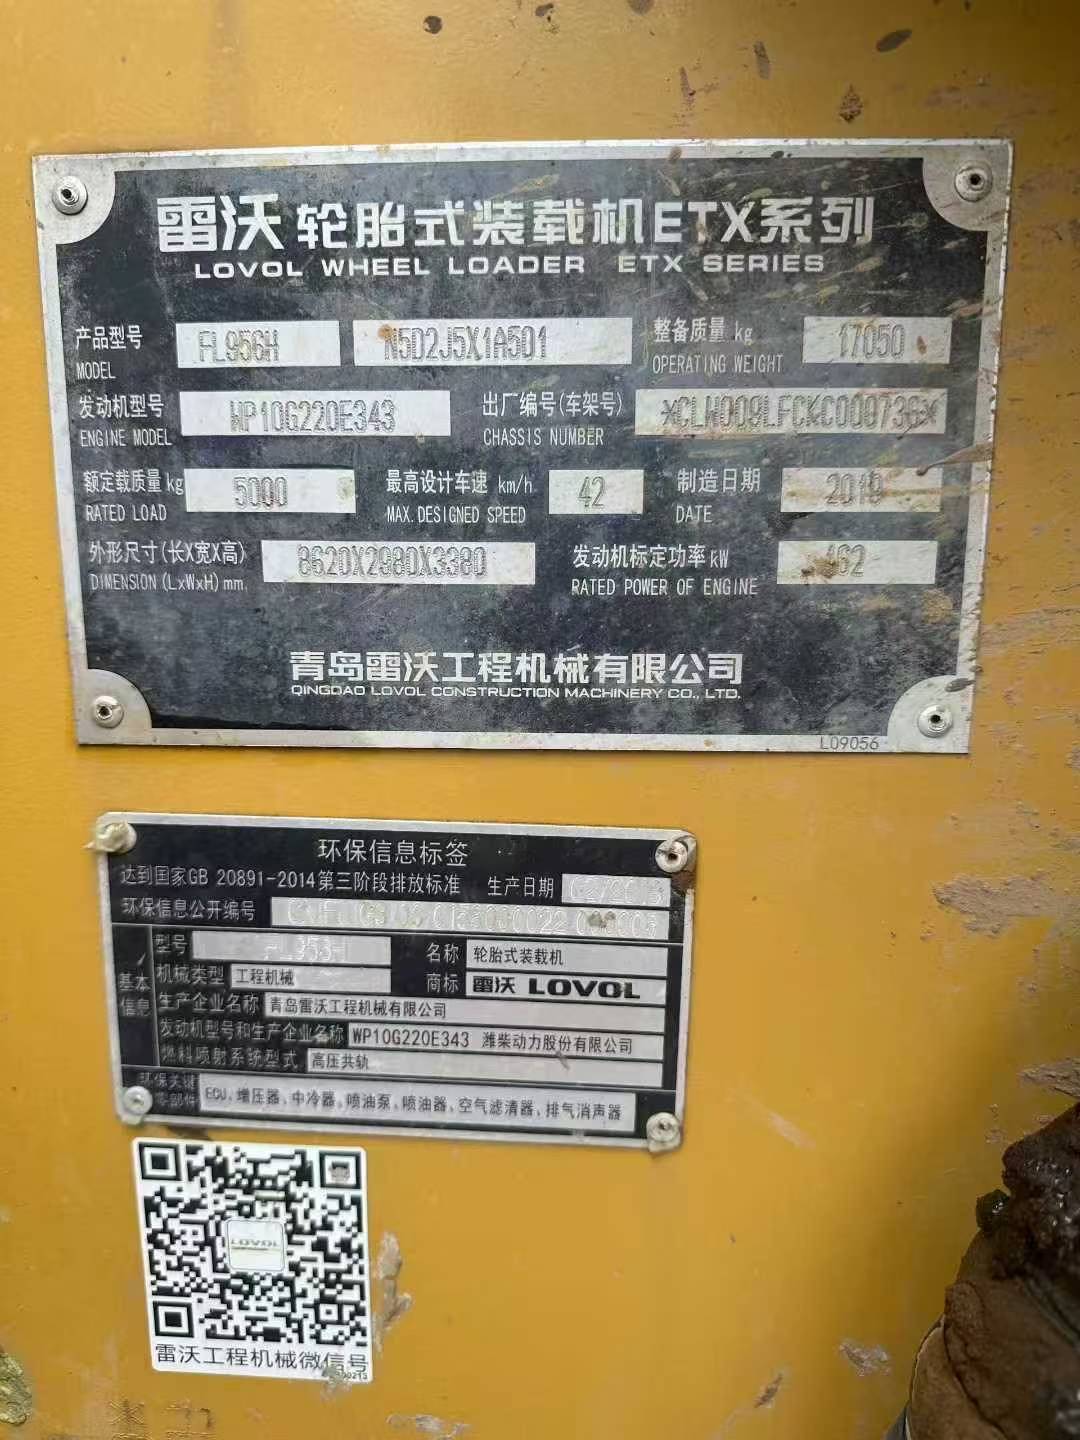 雷沃轮胎式装载机ETX系列
LOVOL WHEEL LOADER ETX SERIES
产品型号 FL956H N5D2J5X1A501 整备质量 kg 17050
MODEL OPERATING WEIGHT
发动机型号 WP10G220E343 出厂编号(车架号)
ENGINE MODEL CHASSIS NUMBER
额定载质量 kg 5000 最高设计车速 km/h 42 制造日期 2019
RATED LOAD MAX. DESIGNED SPEED DATE
外形尺寸(长X宽X高) 8620X2980X3380 发动机标定功率 kW 162
DIMENSION (LxWxH) mm. RATED POWER OF ENGINE
青岛雷沃工程机械有限公司
QINGDAO LOVOL CONSTRUCTION MACHINERY CO., LTD.
L09056
环保信息标签
达到国家GB 20891-2014第三阶段排放标准 生产日期
环保信息公开编号
型号 名称 轮胎式装载机
机械类型 工程机械 商标 雷沃 LOVOL
基本信息
生产企业名称 青岛雷沃工程机械有限公司
发动机型号和生产企业名称 WP10G220E343 潍柴动力股份有限公司
燃料喷射系统型式 高压共轨
环保关键零部件 ECU、增压器、中冷器、喷油泵、喷油器、空气滤清器、排气消声器
LOVOL
雷沃工程机械微信号